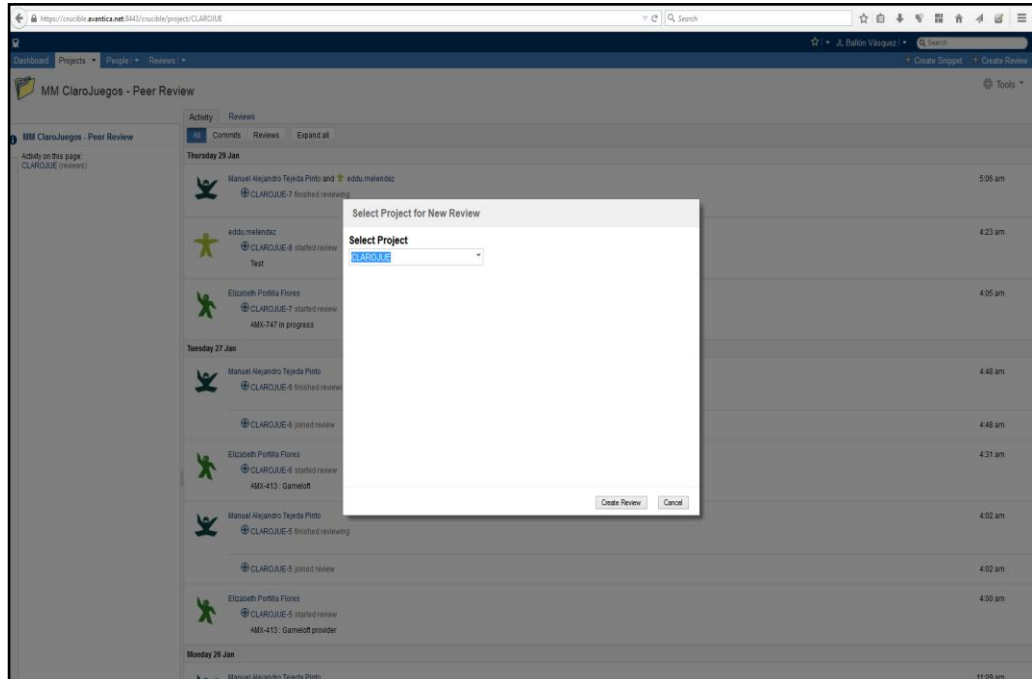 https://crucible.avantica.net:8443/crucible/project/CLAROJUE
Search
JL Ballón Vásquez
Search
Dashboard Projects People Reviews
+ Create Snippet + Create Review
MM ClaroJuegos - Peer Review
Tools
Activity Reviews
MM ClaroJuegos - Peer Review
All Commits Reviews Expand all
Activity on this page:
CLAROJUE (reviews)
Thursday 29 Jan
Manuel Alejandro Tejeda Pinto and eddu.melendez 5:06 am
CLAROJUE-7 finished reviewing
Select Project for New Review
eddu.melendez 4:23 am
CLAROJUE-8 started review
Test
Select Project
CLAROJUE
Elizabeth Portilla Flores 4:05 am
CLAROJUE-7 started review
AMX-747 in progress
Tuesday 27 Jan
Manuel Alejandro Tejeda Pinto 4:48 am
CLAROJUE-6 finished review
CLAROJUE-6 joined review 4:48 am
Elizabeth Portilla Flores 4:31 am
CLAROJUE-6 started review
AMX-413 : Gameloft
Create Review Cancel
Manuel Alejandro Tejeda Pinto 4:02 am
CLAROJUE-5 finished reviewing
CLAROJUE-5 joined review 4:02 am
Elizabeth Portilla Flores 4:00 am
CLAROJUE-5 started review
AMX-413 : Gameloft provider
Monday 26 Jan
Manuel Alejandro Tejeda Pinto 11:09 am